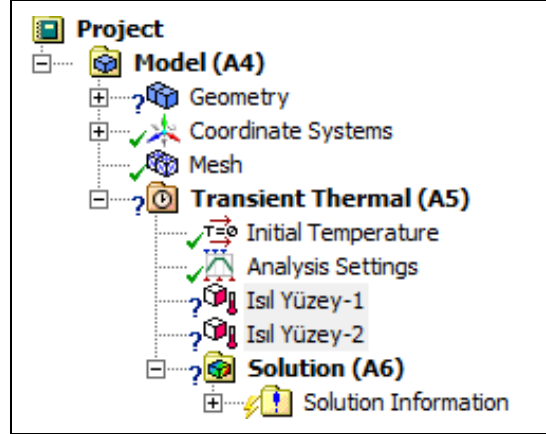 Project
Model (A4)
Geometry
Coordinate Systems
Mesh
Transient Thermal (A5)
T=0 Initial Temperature
Analysis Settings
Isıl Yüzey-1
Isıl Yüzey-2
Solution (A6)
Solution Information